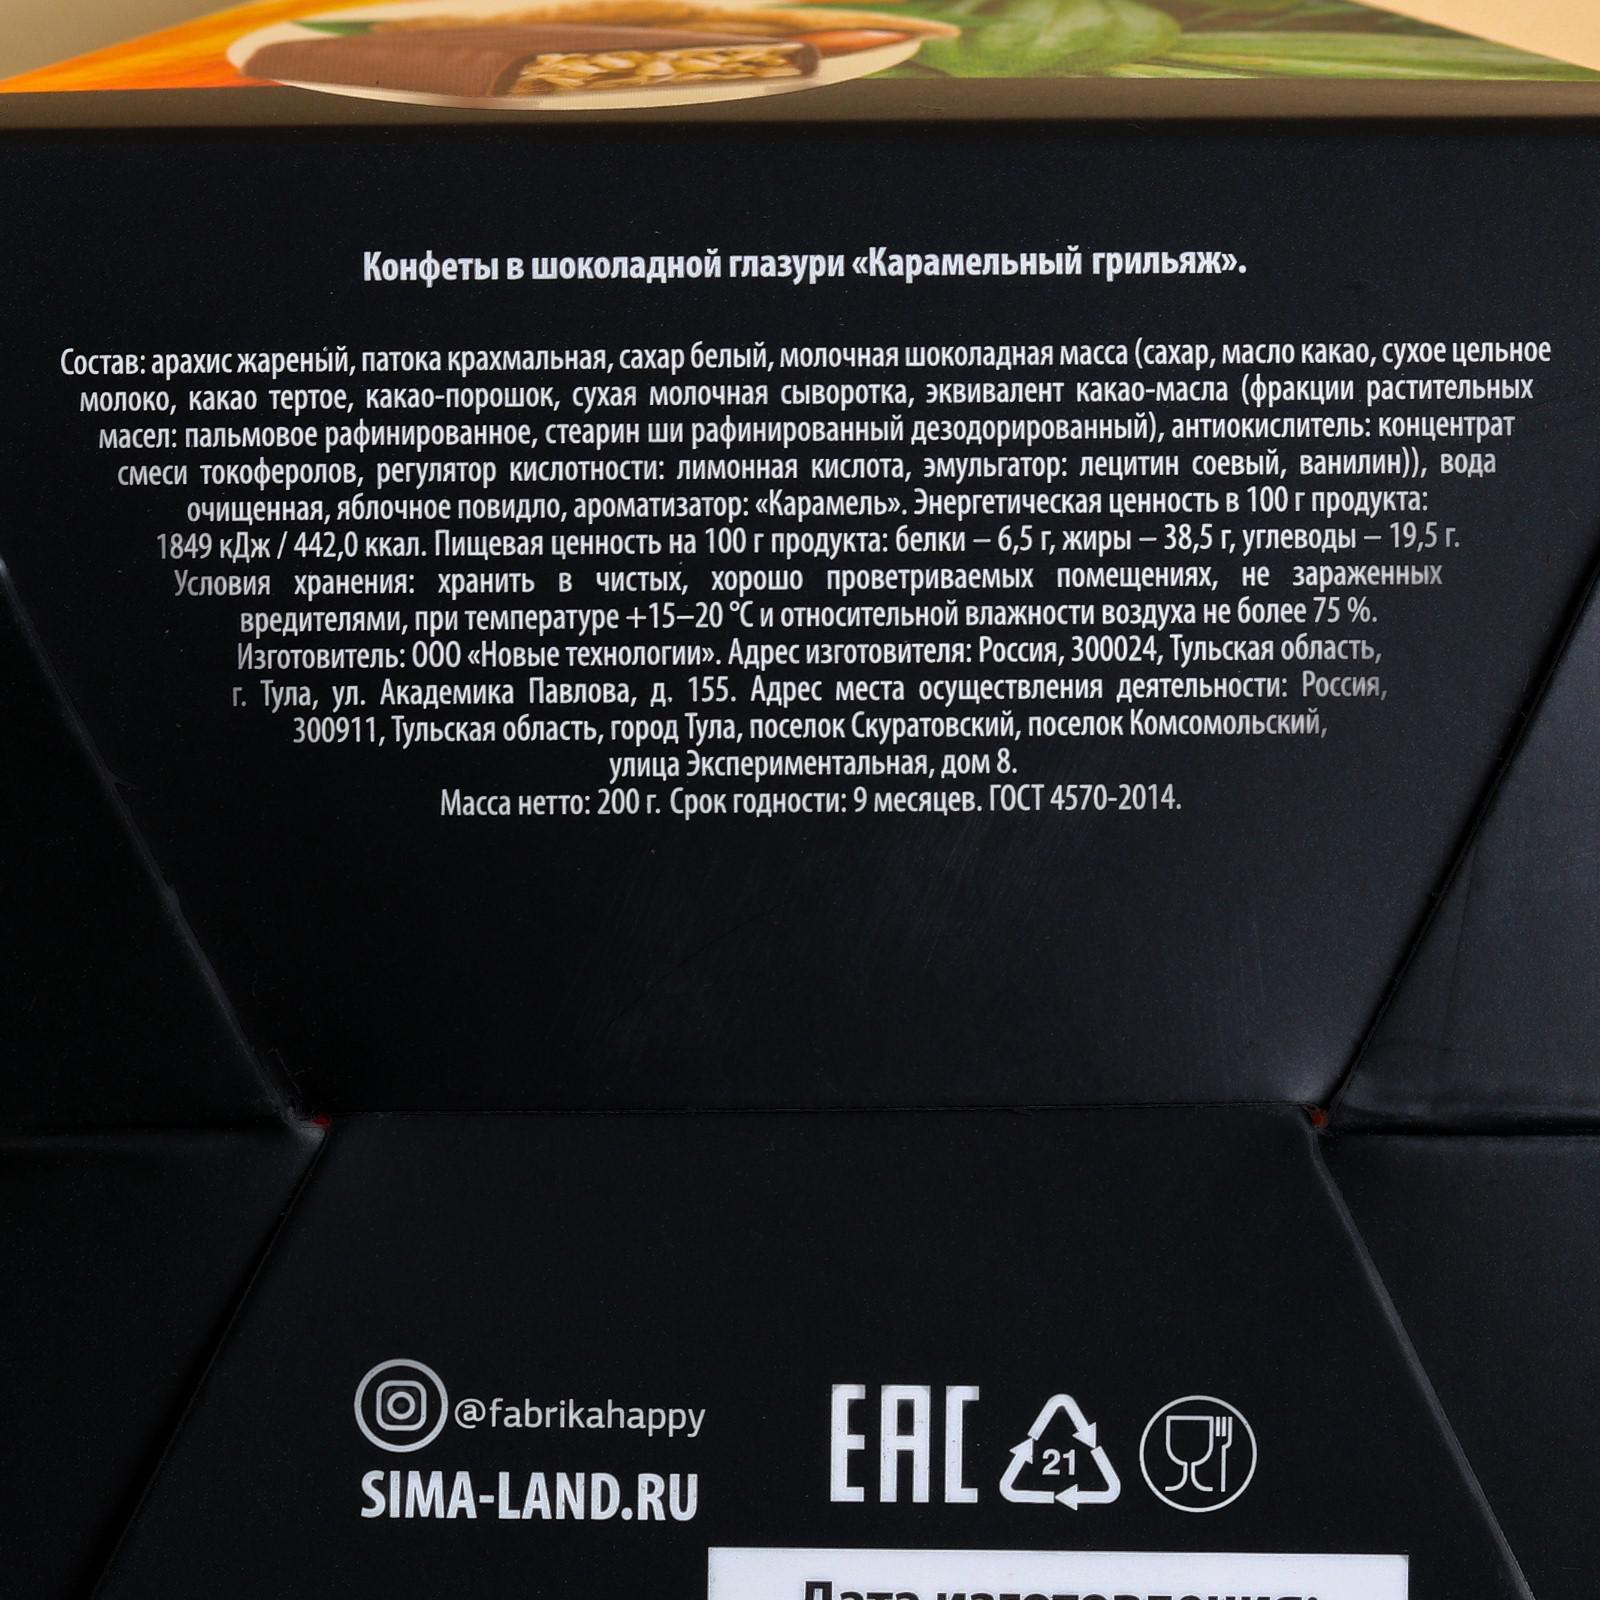 Конфеты в шоколадной глазури «Карамельный грильяж».
Состав: арахис жареный, патока крахмальная, сахар белый, молочная шоколадная масса (сахар, масло какао, сухое цельное
молоко, какао тертое, какао-порошок, сухая молочная сыворотка, эквивалент какао-масла (фракции растительных
масел: пальмовое рафинированное, стеарин ши рафинированный дезодорированный), антиокислитель: концентрат
смеси токоферолов, регулятор кислотности: лимонная кислота, эмульгатор: лецитин соевый, ванилин)), вода
очищенная, яблочное повидло, ароматизатор: «Карамель». Энергетическая ценность в 100 г продукта:
1849 кДж / 442,0 ккал. Пищевая ценность на 100 г продукта: белки – 6,5 г, жиры – 38,5 г, углеводы – 19,5 г.
Условия хранения: хранить в чистых, хорошо проветриваемых помещениях, не зараженных
вредителями, при температуре +15–20 °С и относительной влажности воздуха не более 75 %.
Изготовитель: ООО «Новые технологии». Адрес изготовителя: Россия, 300024, Тульская область,
г. Тула, ул. Академика Павлова, д. 155. Адрес места осуществления деятельности: Россия,
300911, Тульская область, город Тула, поселок Скуратовский, поселок Комсомольский,
улица Экспериментальная, дом 8.
Масса нетто: 200 г. Срок годности: 9 месяцев. ГОСТ 4570-2014.
@fabrikahappy
SIMA-LAND.RU
EAC
21
Дата изготовления: